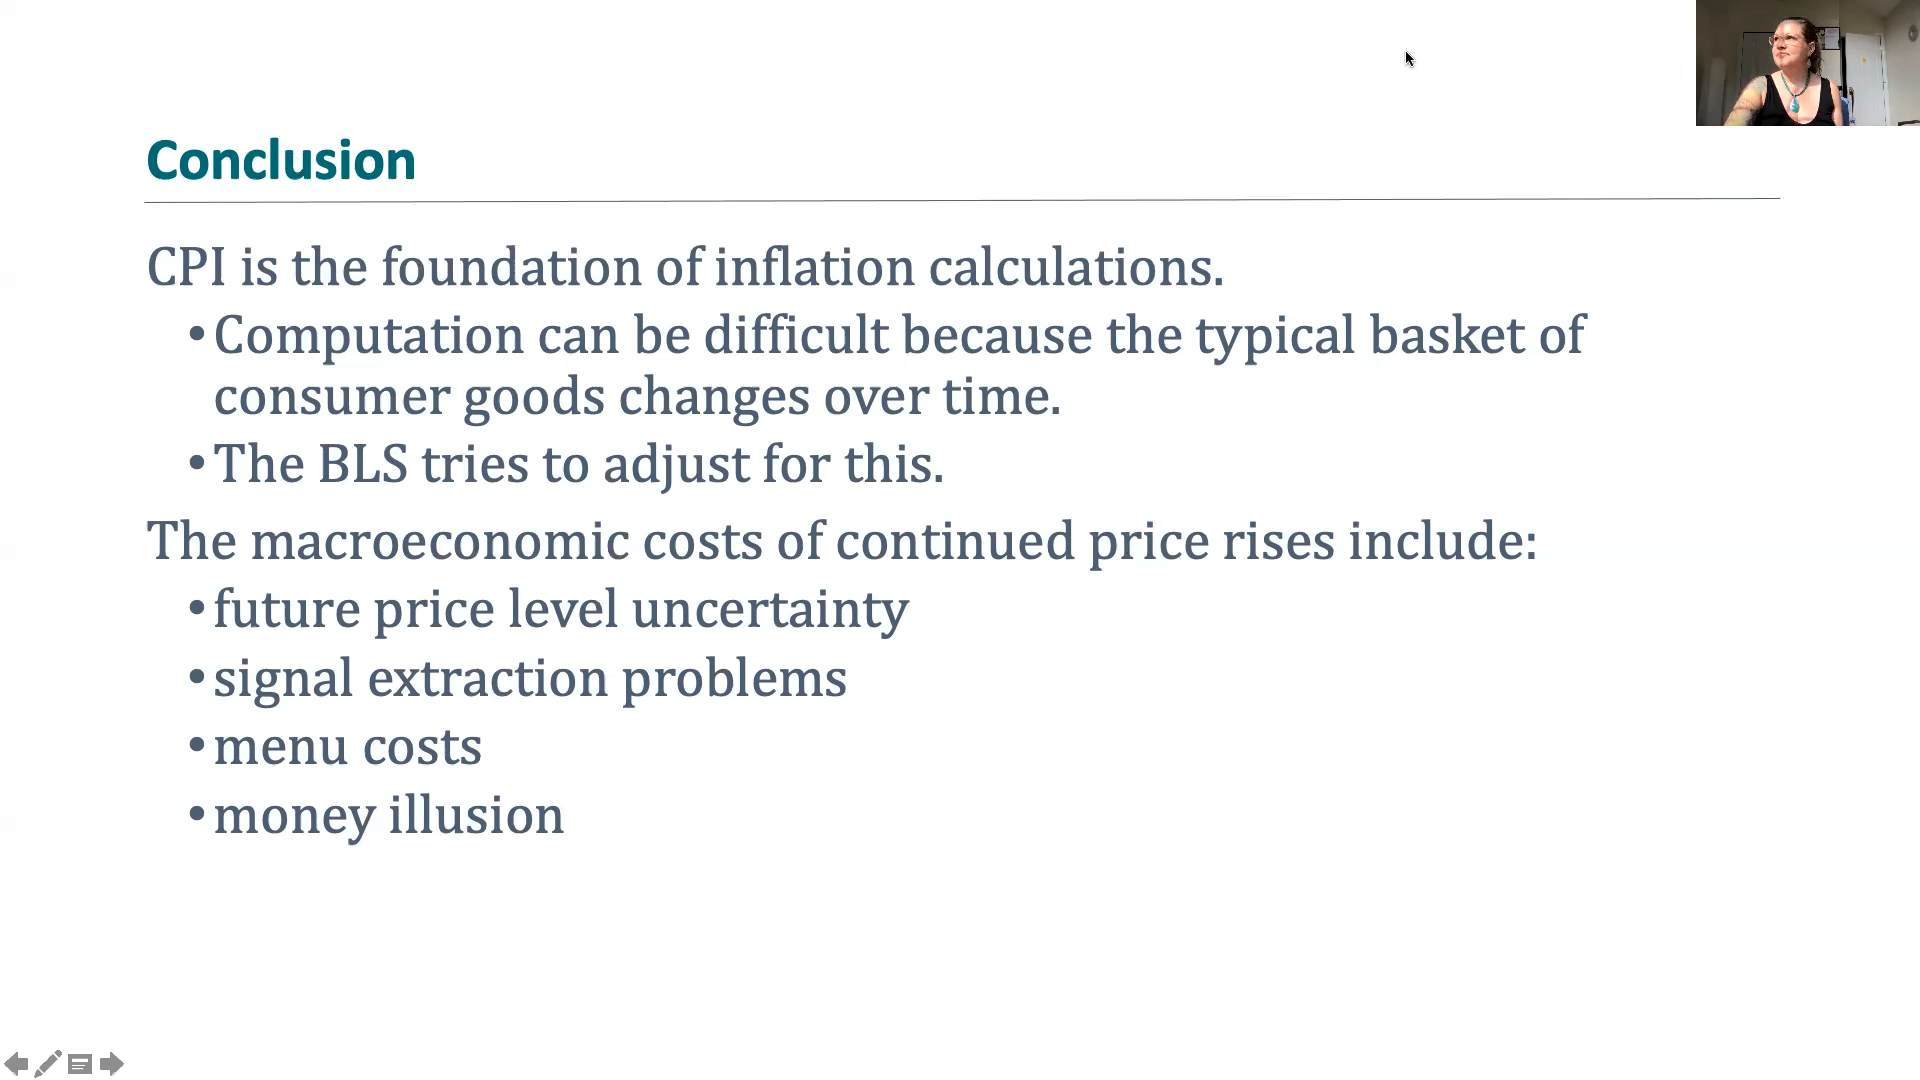 Conclusion
CPI is the foundation of inflation calculations.
• Computation can be difficult because the typical basket of
consumer goods changes over time.
• The BLS tries to adjust for this.
The macroeconomic costs of continued price rises include:
• future price level uncertainty
• signal extraction problems
• menu costs
• money illusion